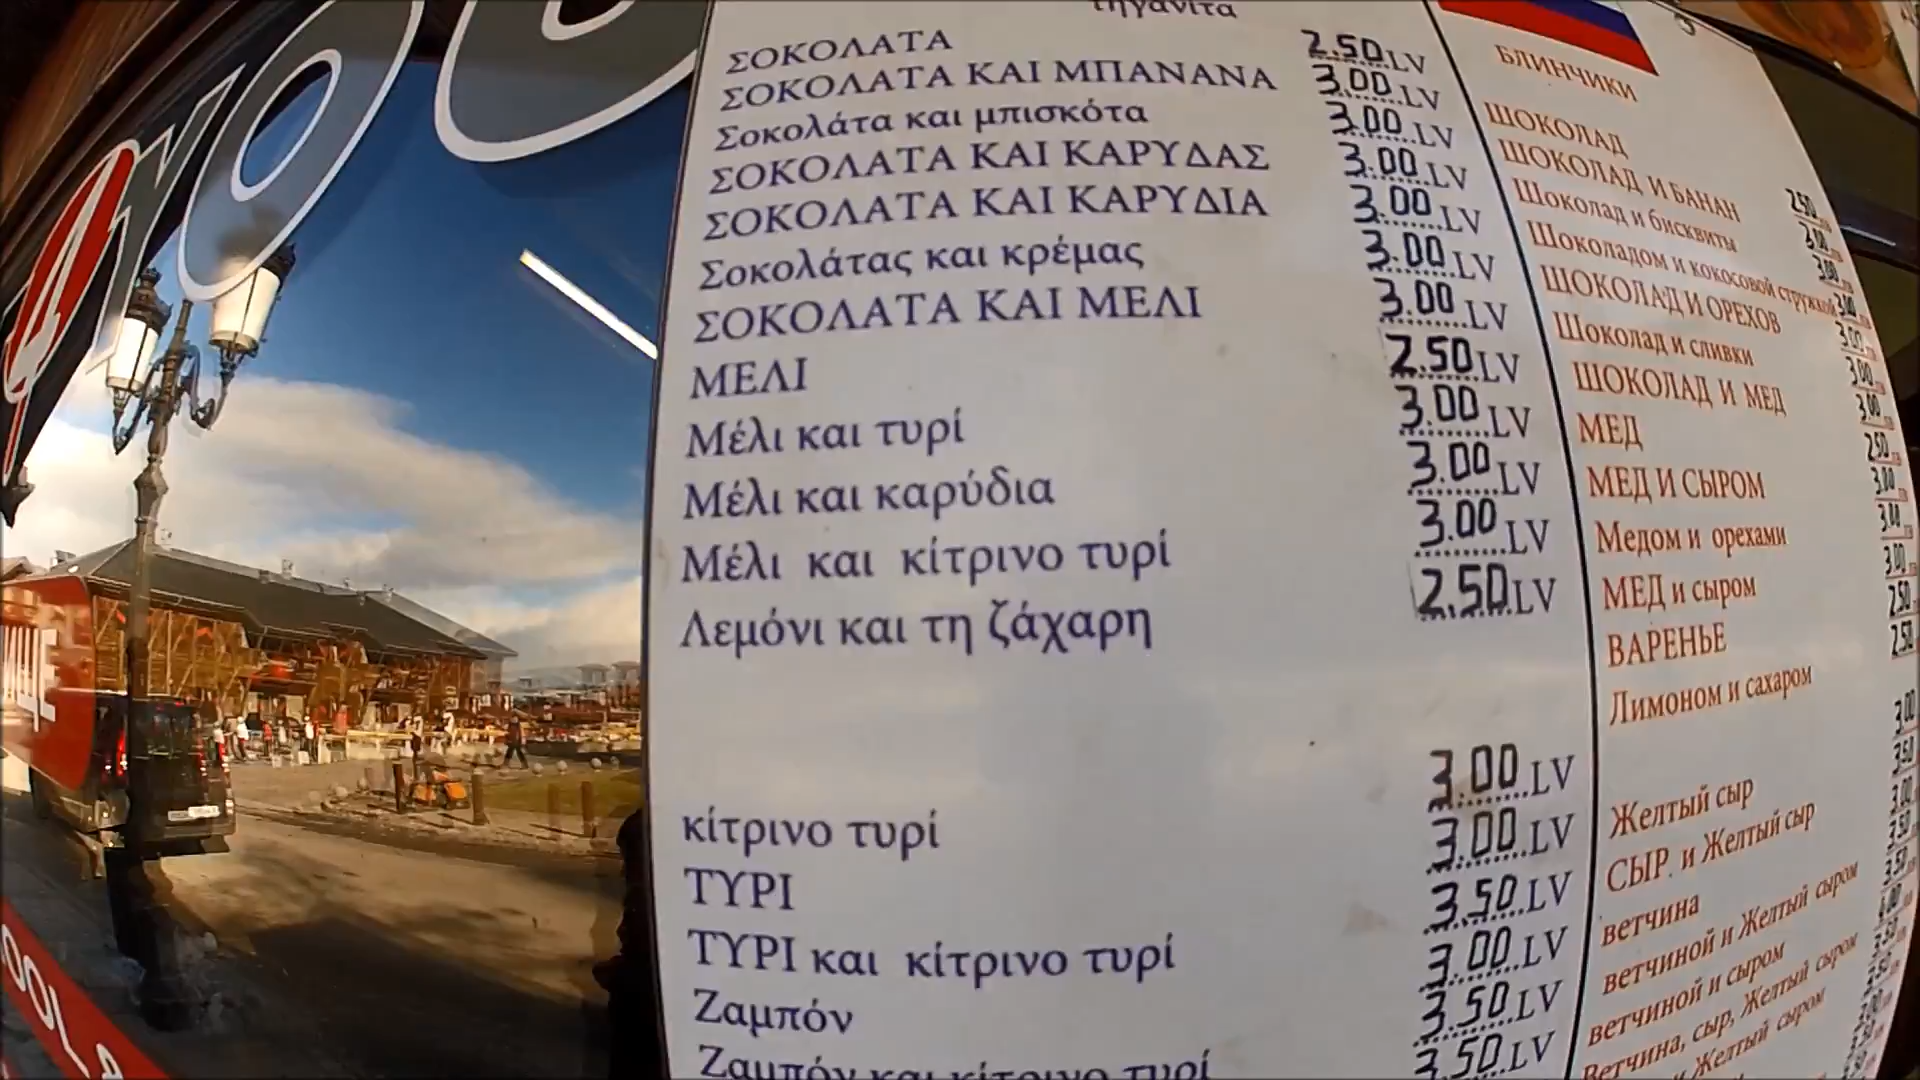 τηγανίτα
ΣΟΚΟΛΑΤΑ 2.50 LV
ΣΟΚΟΛΑΤΑ ΚΑΙ ΜΠΑΝΑΝΑ 3.00 LV
Σοκολάτα και μπισκότα 3.00 LV
ΣΟΚΟΛΑΤΑ ΚΑΙ ΚΑΡΥΔΑΣ 3.00 LV
ΣΟΚΟΛΑΤΑ ΚΑΙ ΚΑΡΥΔΙΑ 3.00 LV
Σοκολάτας και κρέμας 3.00 LV
ΣΟΚΟΛΑΤΑ ΚΑΙ ΜΕΛΙ 3.00 LV
ΜΕΛΙ 2.50 LV
Μέλι και τυρί 3.00 LV
Μέλι και καρύδια 3.00 LV
Μέλι και κίτρινο τυρί 3.00 LV
Λεμόνι και τη ζάχαρη 2.50 LV
κίτρινο τυρί 3.00 LV
ΤΥΡΙ 3.00 LV
ΤΥΡΙ και κίτρινο τυρί 3.50 LV
Ζαμπόν 3.00 LV
Ζαμπόν και κίτρινο τυρί 3.50 LV
3.50 LV
БЛИНЧИКИ
ШОКОЛАД 2.50
ШОКОЛАД И БАНАН 3.00
Шоколад и бисквиты 3.00
Шоколадом и кокосовой стружкой 3.00
ШОКОЛАД И ОРЕХОВ 3.00
Шоколад и сливки 3.00
ШОКОЛАД И МЕД 3.00
МЕД 2.50
МЕД И СЫРОМ 3.00
Медом и орехами 3.00
МЕД и сыром 3.00
ВАРЕНЬЕ 2.50
Лимоном и сахаром 2.50
Желтый сыр 3.00
СЫР. и Желтый сыр 3.50
ветчина 3.00
ветчиной и Желтый сыром
ветчиной и сыром
Ветчина, сыр, Желтый сыром
и Желтый сыром